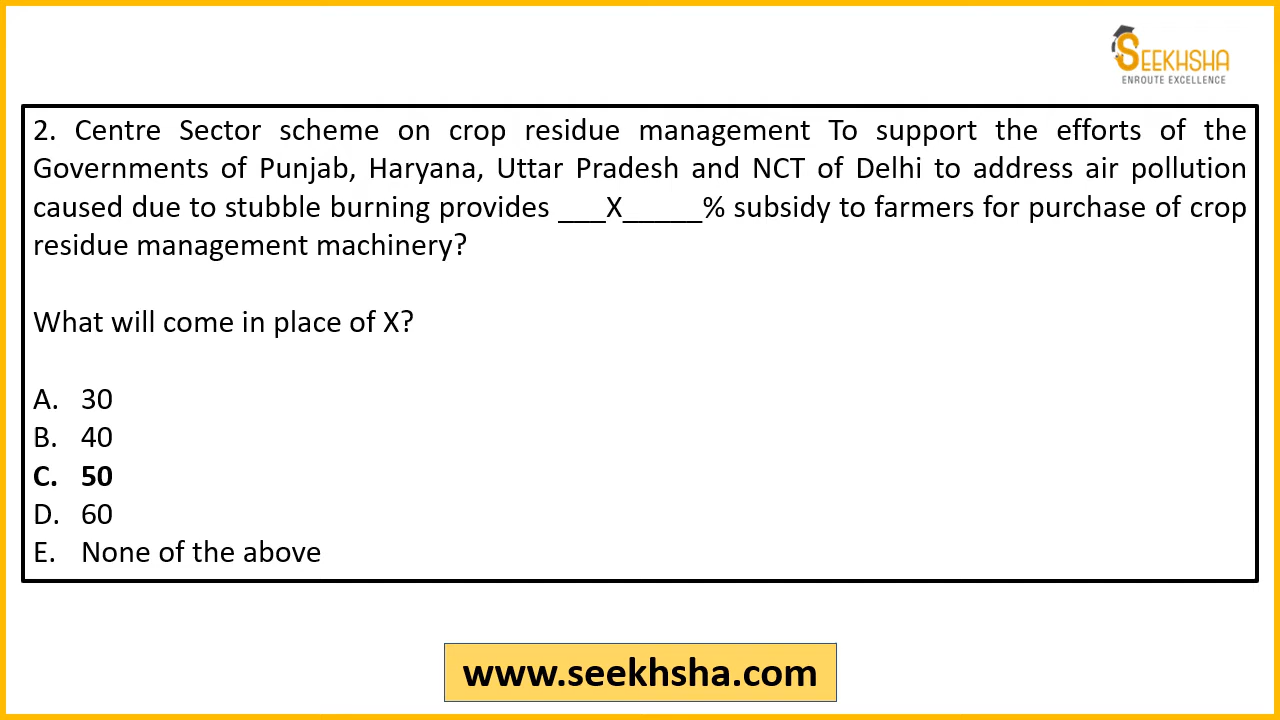 SEEKHSHA
ENROUTE EXCELLENCE
2. Centre Sector scheme on crop residue management To support the efforts of the
Governments of Punjab, Haryana, Uttar Pradesh and NCT of Delhi to address air pollution
caused due to stubble burning provides ___X_____% subsidy to farmers for purchase of crop
residue management machinery?
What will come in place of X?
A. 30
B. 40
C. 50
D. 60
E. None of the above
www.seekhsha.com